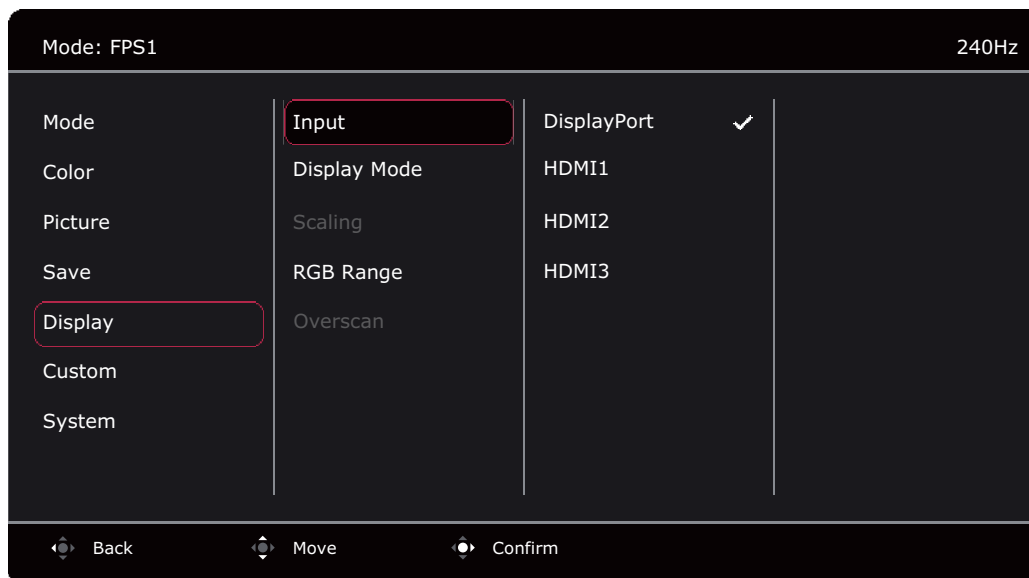 Mode: FPS1
240Hz
Mode
Color
Picture
Save
Display
Custom
System
Input
Display Mode
Scaling
RGB Range
Overscan
DisplayPort
HDMI1
HDMI2
HDMI3
Back
Move
Confirm